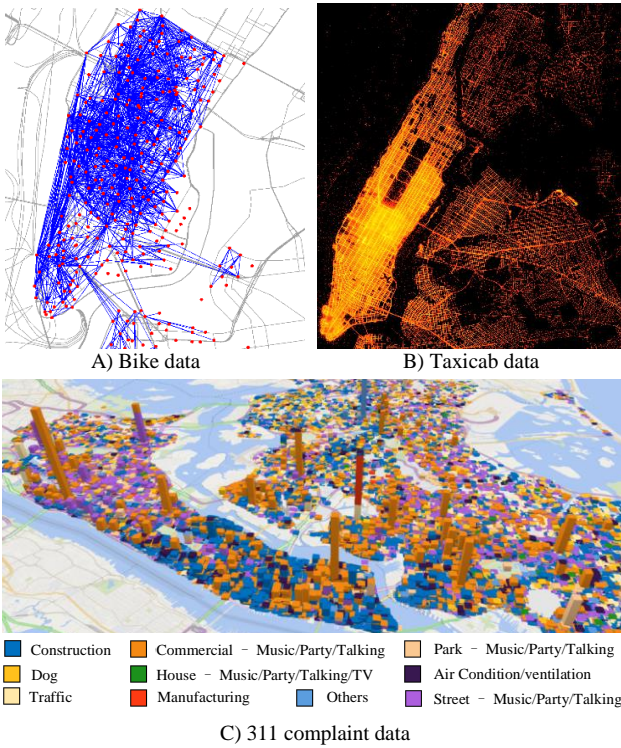 A) Bike data
B) Taxicab data
Construction
Commercial - Music/Party/Talking
Park - Music/Party/Talking
Dog
House - Music/Party/Talking/TV
Air Condition/ventilation
Traffic
Manufacturing
Others
Street - Music/Party/Talking
C) 311 complaint data